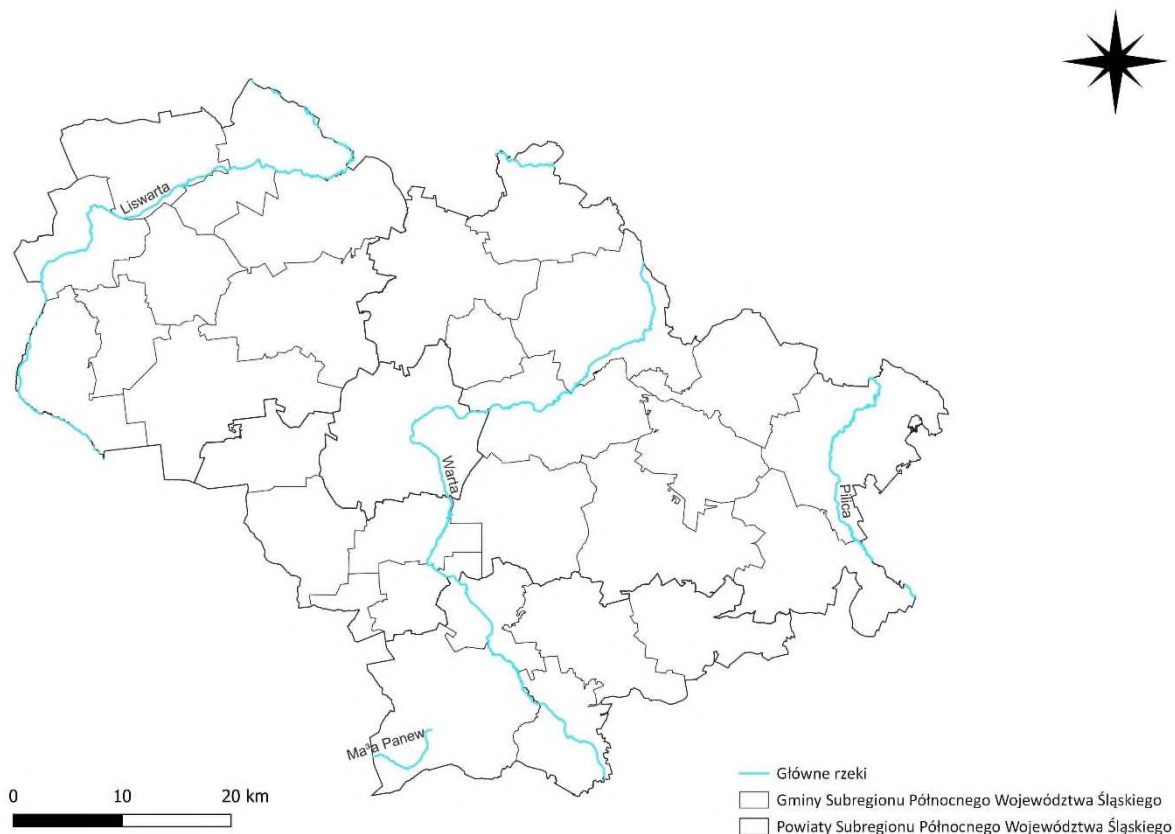 Liswarta
Warta
Pilica
Ma³a Panew
0 10 20 km
Główne rzeki
Gminy Subregionu Północnego Województwa Śląskiego
Powiaty Subregionu Północnego Województwa Śląskiego